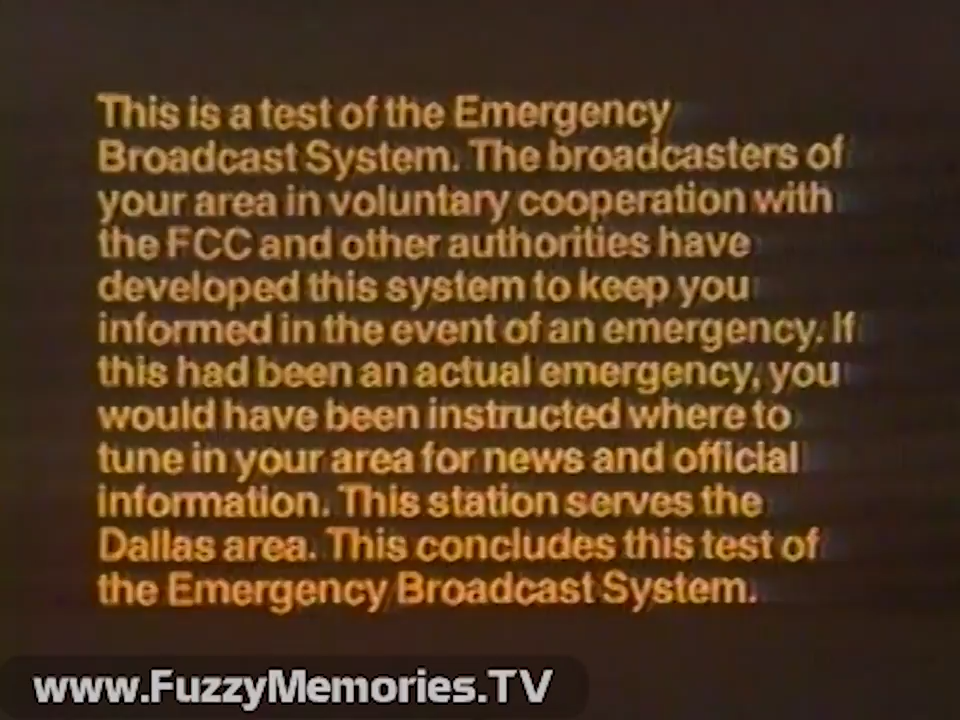 This is a test of the Emergency
Broadcast System. The broadcasters of
your area in voluntary cooperation with
the FCC and other authorities have
developed this system to keep you
informed in the event of an emergency. If
this had been an actual emergency, you
would have been instructed where to
tune in your area for news and official
information. This station serves the
Dallas area. This concludes this test of
the Emergency Broadcast System.
www.FuzzyMemories.TV